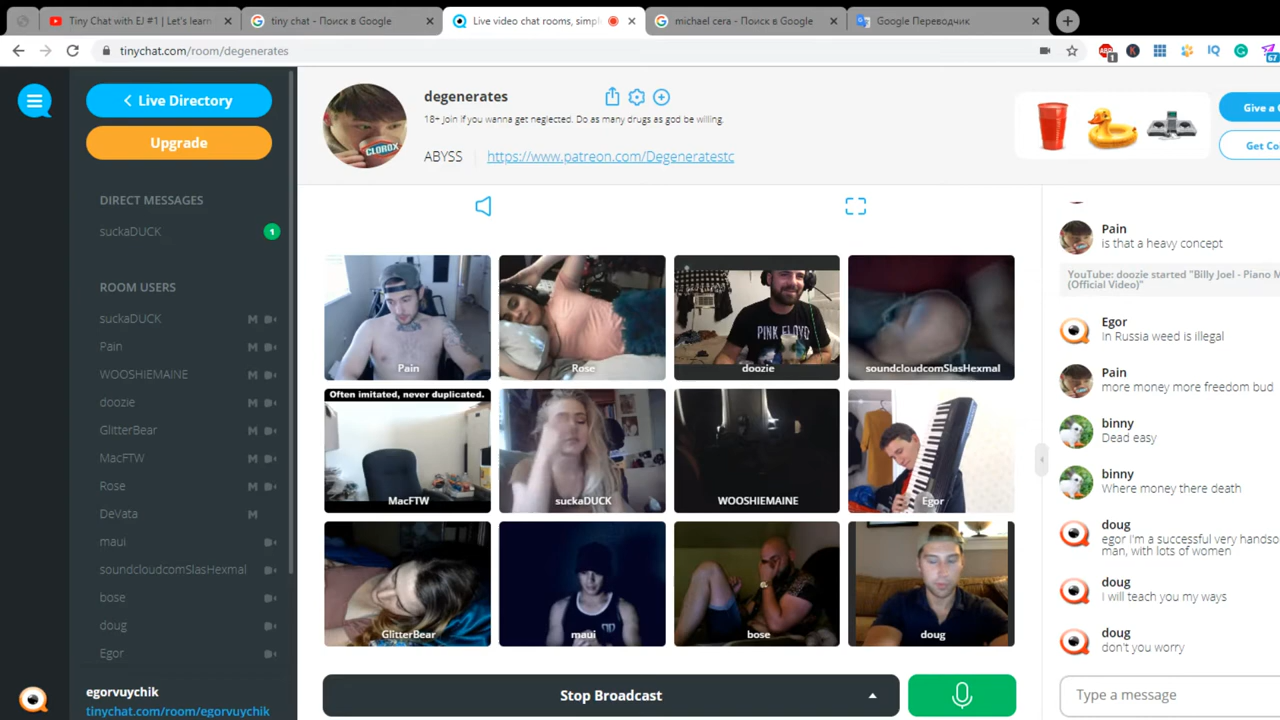 Tiny Chat with EJ #1 | Let's learn
tiny chat - Поиск в Google
Live video chat rooms, simpl
michael cera - Поиск в Google
Google Переводчик
tinychat.com/room/degenerates
ABP
1
K
IQ
67
Live Directory
Upgrade
DIRECT MESSAGES
suckaDUCK
1
ROOM USERS
suckaDUCK M
Pain M
WOOSHIEMAINE M
doozie M
GlitterBear M
MacFTW M
Rose M
DeVata M
maui
soundcloudcomSlasHexmal
bose
doug
Egor
egorvuychik
tinychat.com/room/egorvuychik
CLOROX
degenerates
18+ Join if you wanna get neglected. Do as many drugs as god be willing.
ABYSS
https://www.patreon.com/Degeneratestc
Give a G
Get Coi
Pain
Rose
PINK FLOYD
doozie
soundcloudcomSlasHexmal
Often imitated, never duplicated.
MacFTW
suckaDUCK
WOOSHIEMAINE
Egor
GlitterBear
maui
bose
doug
Stop Broadcast
Pain
is that a heavy concept
YouTube: doozie started "Billy Joel - Piano M
(Official Video)"
Egor
In Russia weed is illegal
Pain
more money more freedom bud
binny
Dead easy
binny
Where money there death
doug
egor I'm a successful very handso
man, with lots of women
doug
I will teach you my ways
doug
don't you worry
Type a message